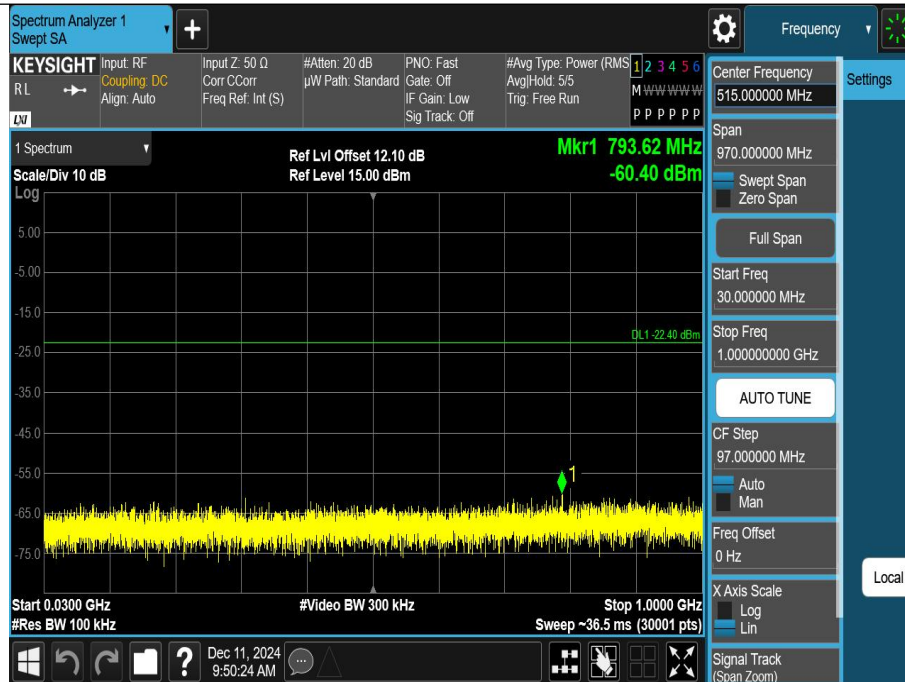 Spectrum Analyzer 1
Swept SA
+
Frequency
KEYSIGHT
RL
LXI
Input: RF
Coupling: DC
Align: Auto
Input Z: 50 Ω
Corr CCorr
Freq Ref: Int (S)
#Atten: 20 dB
µW Path: Standard
PNO: Fast
Gate: Off
IF Gain: Low
Sig Track: Off
#Avg Type: Power (RMS
Avg|Hold: 5/5
Trig: Free Run
1 2 3 4 5 6
M W W W W W
P P P P P P
1 Spectrum
Scale/Div 10 dB
Log
Ref Lvl Offset 12.10 dB
Ref Level 15.00 dBm
Mkr1 793.62 MHz
-60.40 dBm
5.00
-5.00
-15.0
DL1 -22.40 dBm
-25.0
-35.0
-45.0
-55.0
1
-65.0
-75.0
Start 0.0300 GHz
#Res BW 100 kHz
#Video BW 300 kHz
Stop 1.0000 GHz
Sweep ~36.5 ms (30001 pts)
?
Dec 11, 2024
9:50:24 AM
Center Frequency
515.000000 MHz
Span
970.000000 MHz
Swept Span
Zero Span
Full Span
Start Freq
30.000000 MHz
Stop Freq
1.000000000 GHz
AUTO TUNE
CF Step
97.000000 MHz
Auto
Man
Freq Offset
0 Hz
X Axis Scale
Log
Lin
Signal Track
(Span Zoom)
Settings
Local